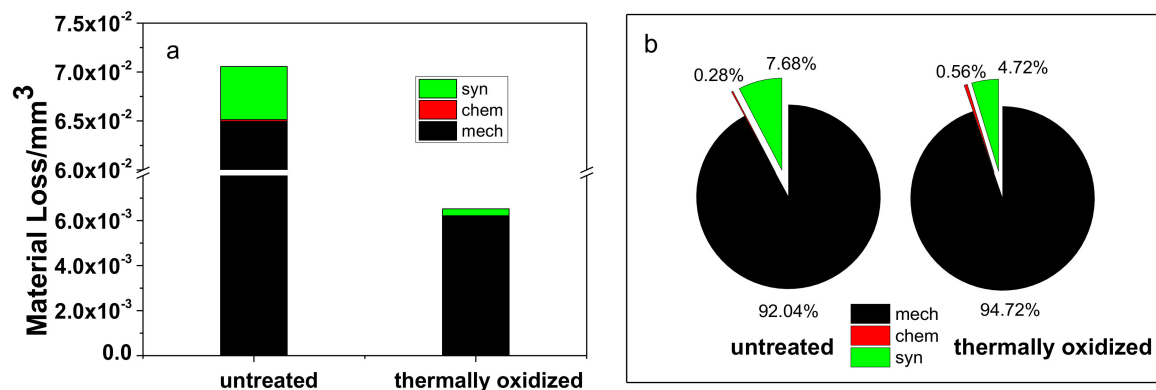 a
Material Loss/mm³
7.5x10⁻²
7.0x10⁻²
6.5x10⁻²
6.0x10⁻²
6.0x10⁻³
4.0x10⁻³
2.0x10⁻³
0.0
syn
chem
mech
untreated
thermally oxidized
b
0.28%
7.68%
92.04%
untreated
0.56%
4.72%
94.72%
thermally oxidized
mech
chem
syn